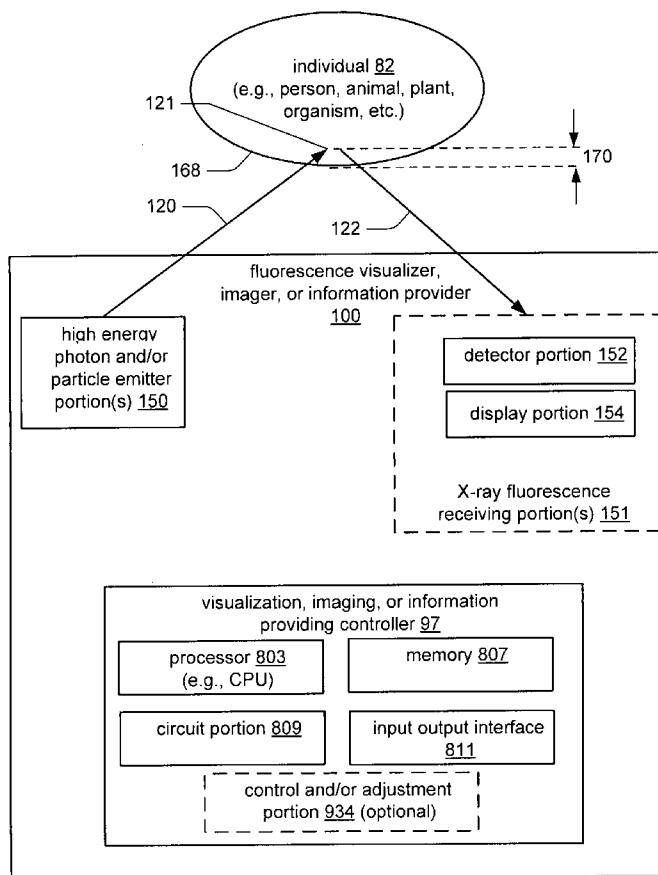 individual 82
(e.g., person, animal, plant,
organism, etc.)
121
168
170
120
122
fluorescence visualizer,
imager, or information provider
100
high energy
photon and/or
particle emitter
portion(s) 150
detector portion 152
display portion 154
X-ray fluorescence
receiving portion(s) 151
visualization, imaging, or information
providing controller 97
processor 803
(e.g., CPU)
memory 807
circuit portion 809
input output interface
811
control and/or adjustment
portion 934 (optional)